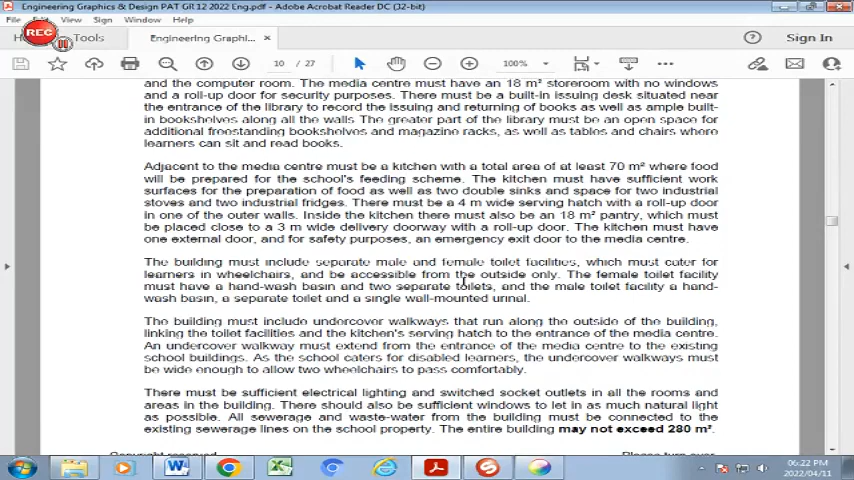 Engineering Graphics & Design PAT GR 12 2022 Eng.pdf - Adobe Acrobat Reader DC (32-bit)
File Edit View Sign Window Help
REC
Tools
Engineering Graphi... ×
Sign In
10 / 27
100%
and the computer room. The media centre must have an 18 m² storeroom with no windows
and a roll-up door for security purposes. There must be a built-in issuing desk situated near
the entrance of the library to record the issuing and returning of books as well as ample built-
in bookshelves along all the walls The greater part of the library must be an open space for
additional freestanding bookshelves and magazine racks, as well as tables and chairs where
learners can sit and read books.
Adjacent to the media centre must be a kitchen with a total area of at least 70 m² where food
will be prepared for the school's feeding scheme. The kitchen must have sufficient work
surfaces for the preparation of food as well as two double sinks and space for two industrial
stoves and two industrial fridges. There must be a 4 m wide serving hatch with a roll-up door
in one of the outer walls. Inside the kitchen there must also be an 18 m² pantry, which must
be placed close to a 3 m wide delivery doorway with a roll-up door. The kitchen must have
one external door, and for safety purposes, an emergency exit door to the media centre.
The building must include separate male and female toilet facilities, which must cater for
learners in wheelchairs, and be accessible from the outside only. The female toilet facility
must have a hand-wash basin and two separate toilets, and the male toilet facility a hand-
wash basin, a separate toilet and a single wall-mounted urinal.
The building must include undercover walkways that run along the outside of the building,
linking the toilet facilities and the kitchen's serving hatch to the entrance of the media centre.
An undercover walkway must extend from the entrance of the media centre to the existing
school buildings. As the school caters for disabled learners, the undercover walkways must
be wide enough to allow two wheelchairs to pass comfortably.
There must be sufficient electrical lighting and switched socket outlets in all the rooms and
areas in the building. There should also be sufficient windows to let in as much natural light
as possible. All sewerage and waste-water from the building must be connected to the
existing sewerage lines on the school property. The entire building may not exceed 280 m².
Copyright reserved
Please turn over
06:22 PM
2022/04/11